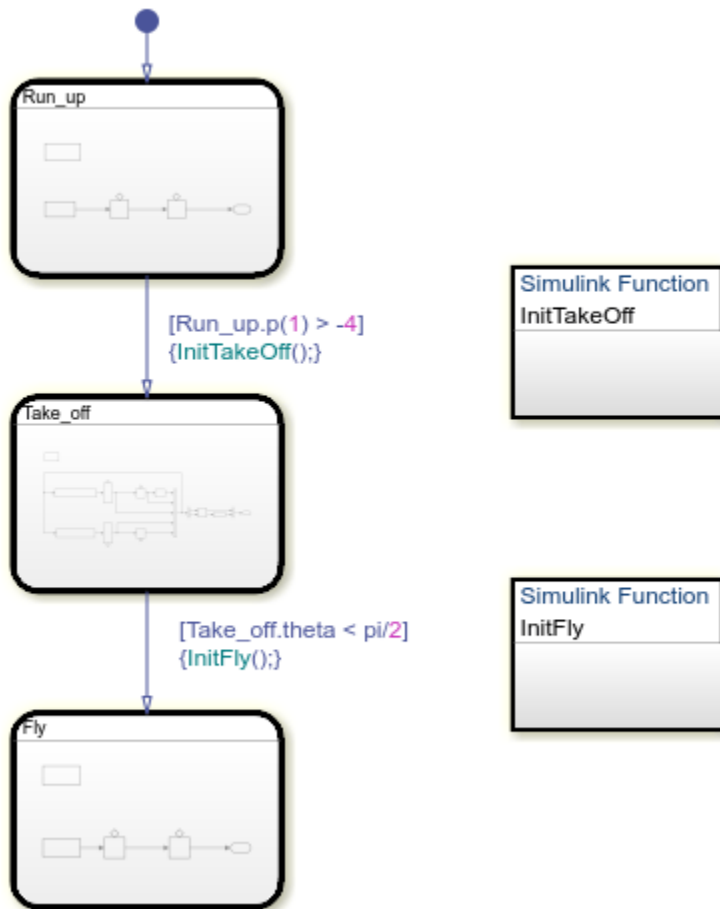 Run_up
[Run_up.p(1) > -4]
{InitTakeOff();}
Simulink Function
InitTakeOff
Take_off
[Take_off.theta < pi/2]
{InitFly();}
Simulink Function
InitFly
Fly